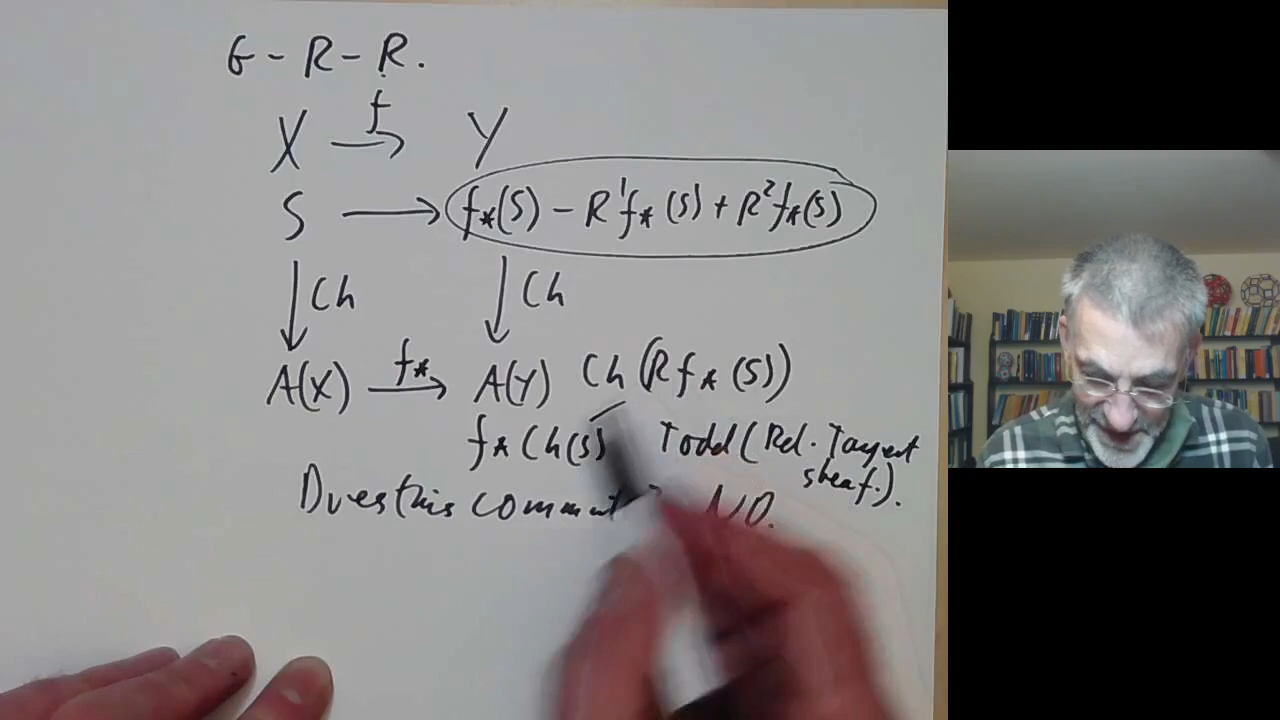 G - R - R.
f
X → Y
S → f*(S) - R¹f*(S) + R²f*(S)
↓ Ch ↓ Ch
A(X) f* → A(Y) Ch(Rf*(S))
f* Ch(S) Todd(Rel. Tangent
sheaf.).
Does this commute? NO.